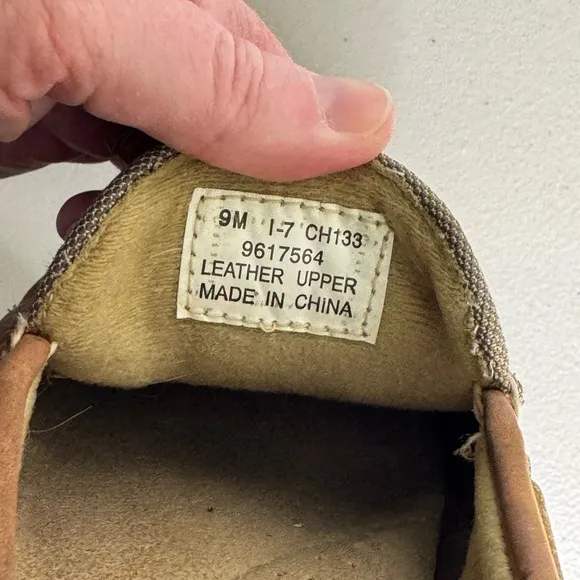 9M I-7 CH133
9617564
LEATHER UPPER
MADE IN CHINA